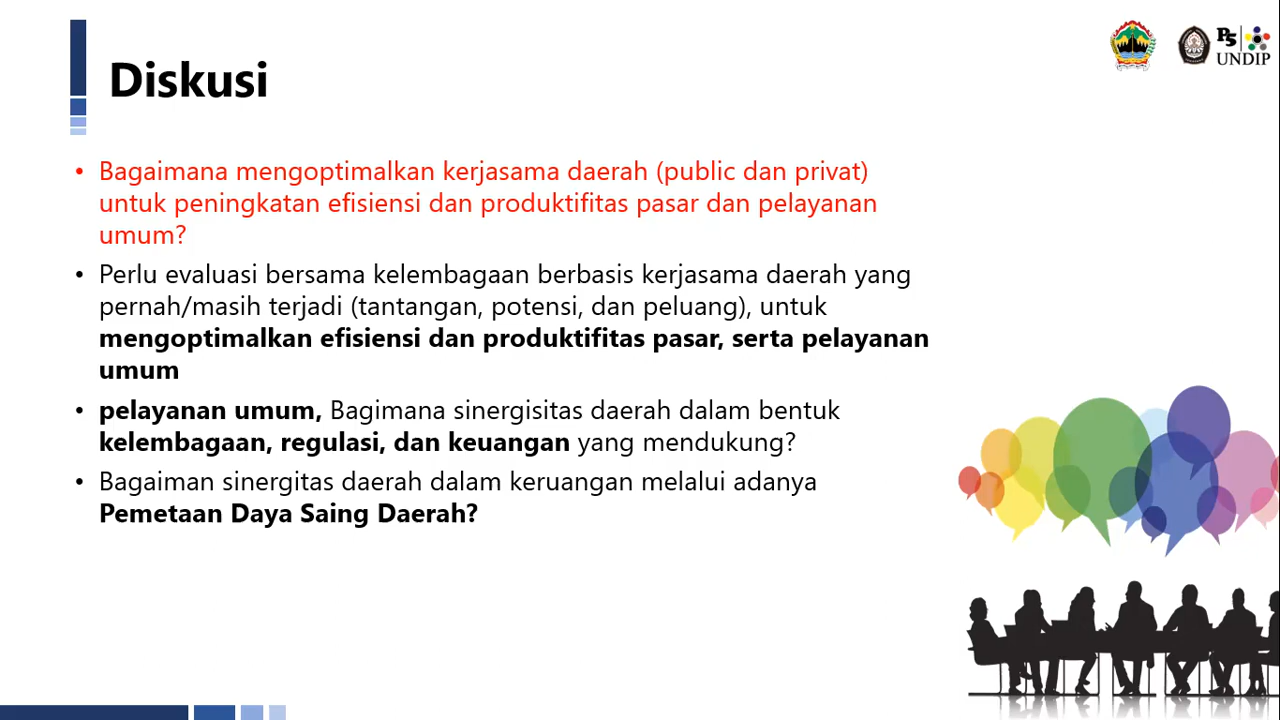 Diskusi
PS
UNDIP
• Bagaimana mengoptimalkan kerjasama daerah (public dan privat)
untuk peningkatan efisiensi dan produktifitas pasar dan pelayanan
umum?
• Perlu evaluasi bersama kelembagaan berbasis kerjasama daerah yang
pernah/masih terjadi (tantangan, potensi, dan peluang), untuk
mengoptimalkan efisiensi dan produktifitas pasar, serta pelayanan
umum
• pelayanan umum, Bagimana sinergisitas daerah dalam bentuk
kelembagaan, regulasi, dan keuangan yang mendukung?
• Bagaiman sinergitas daerah dalam keruangan melalui adanya
Pemetaan Daya Saing Daerah?